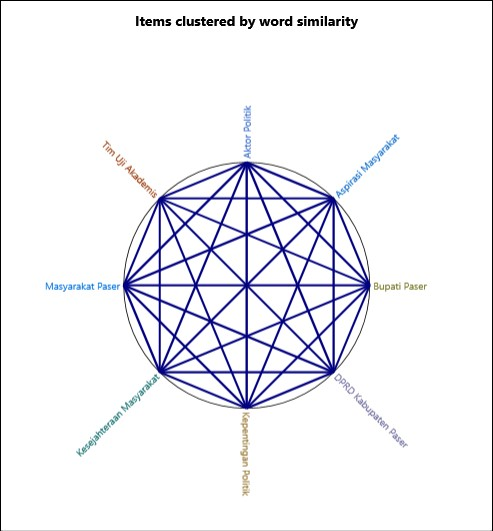 Items clustered by word similarity
Aktor Politik
Aspirasi Masyarakat
Tim Uji Akademis
Masyarakat Paser
Bupati Paser
Kesejahteraan Masyarakat
DPRD Kabupaten Paser
Kepentingan Politik